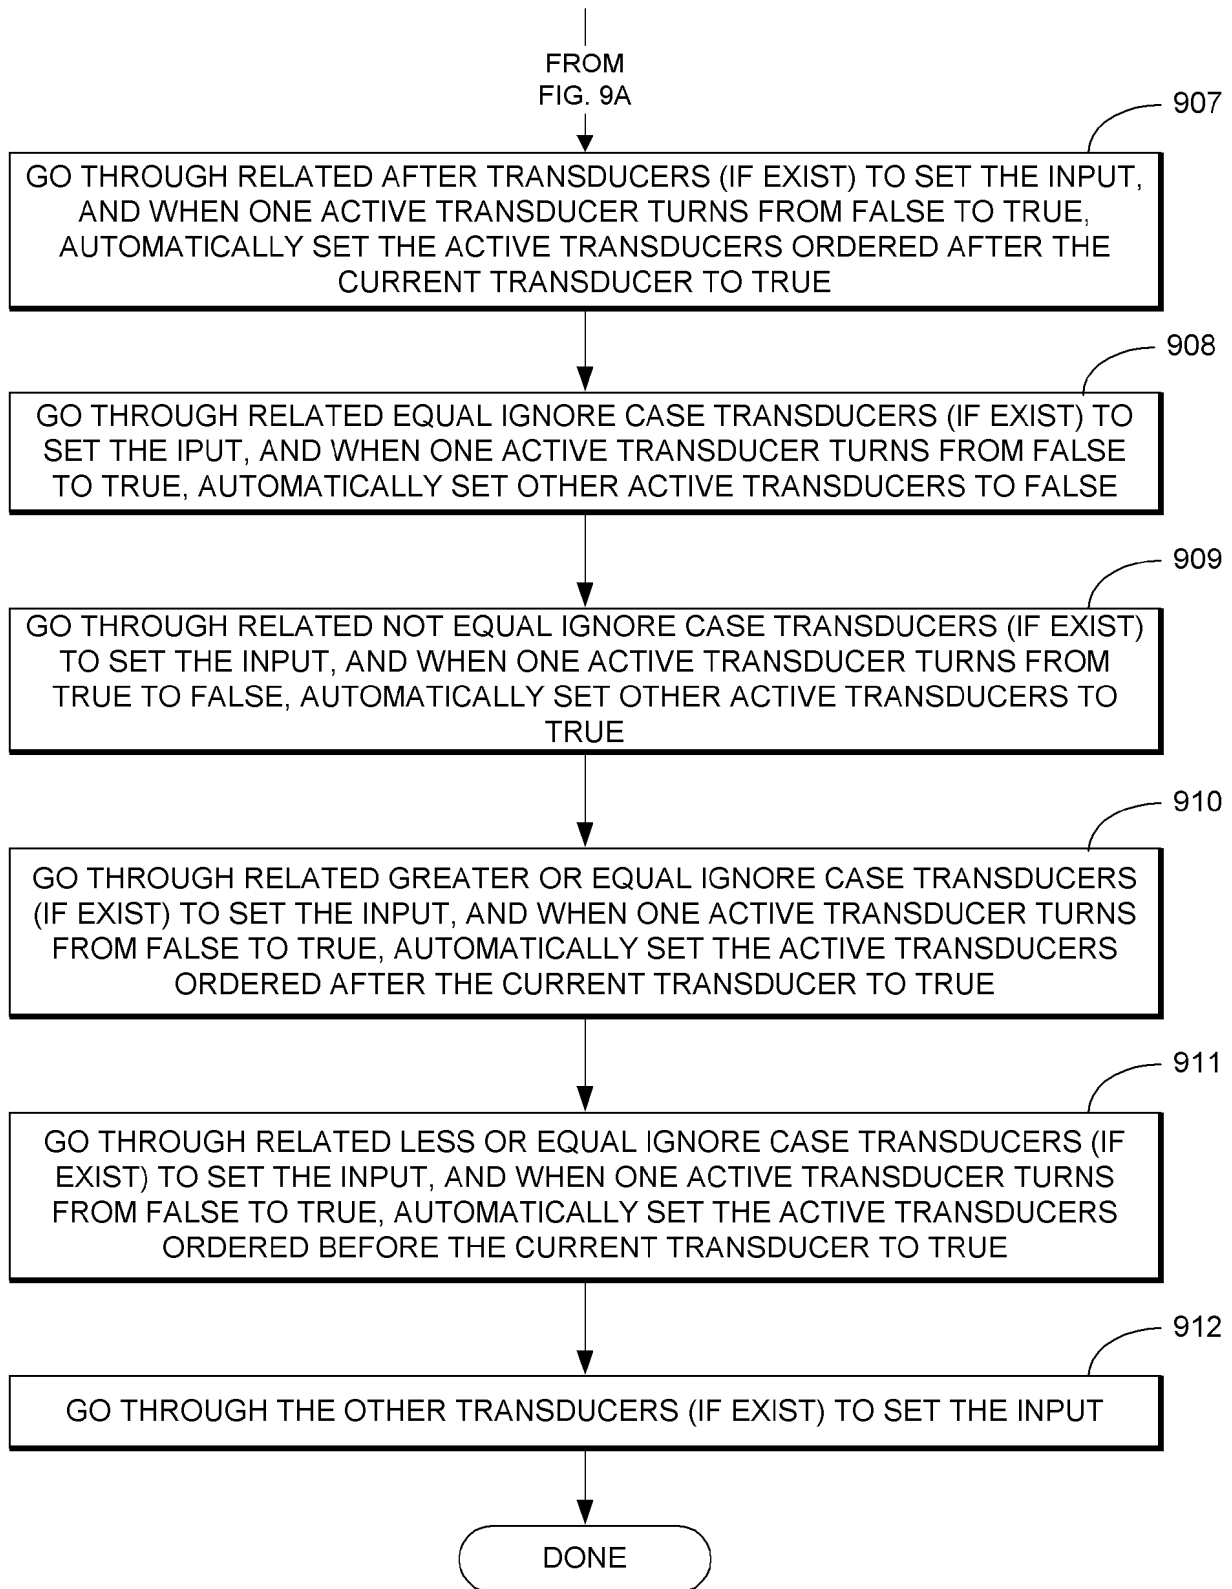 FROM
FIG. 9A
907
GO THROUGH RELATED AFTER TRANSDUCERS (IF EXIST) TO SET THE INPUT,
AND WHEN ONE ACTIVE TRANSDUCER TURNS FROM FALSE TO TRUE,
AUTOMATICALLY SET THE ACTIVE TRANSDUCERS ORDERED AFTER THE
CURRENT TRANSDUCER TO TRUE
908
GO THROUGH RELATED EQUAL IGNORE CASE TRANSDUCERS (IF EXIST) TO
SET THE IPUT, AND WHEN ONE ACTIVE TRANSDUCER TURNS FROM FALSE
TO TRUE, AUTOMATICALLY SET OTHER ACTIVE TRANSDUCERS TO FALSE
909
GO THROUGH RELATED NOT EQUAL IGNORE CASE TRANSDUCERS (IF EXIST)
TO SET THE INPUT, AND WHEN ONE ACTIVE TRANSDUCER TURNS FROM
TRUE TO FALSE, AUTOMATICALLY SET OTHER ACTIVE TRANSDUCERS TO
TRUE
910
GO THROUGH RELATED GREATER OR EQUAL IGNORE CASE TRANSDUCERS
(IF EXIST) TO SET THE INPUT, AND WHEN ONE ACTIVE TRANSDUCER TURNS
FROM FALSE TO TRUE, AUTOMATICALLY SET THE ACTIVE TRANSDUCERS
ORDERED AFTER THE CURRENT TRANSDUCER TO TRUE
911
GO THROUGH RELATED LESS OR EQUAL IGNORE CASE TRANSDUCERS (IF
EXIST) TO SET THE INPUT, AND WHEN ONE ACTIVE TRANSDUCER TURNS
FROM FALSE TO TRUE, AUTOMATICALLY SET THE ACTIVE TRANSDUCERS
ORDERED BEFORE THE CURRENT TRANSDUCER TO TRUE
912
GO THROUGH THE OTHER TRANSDUCERS (IF EXIST) TO SET THE INPUT
DONE